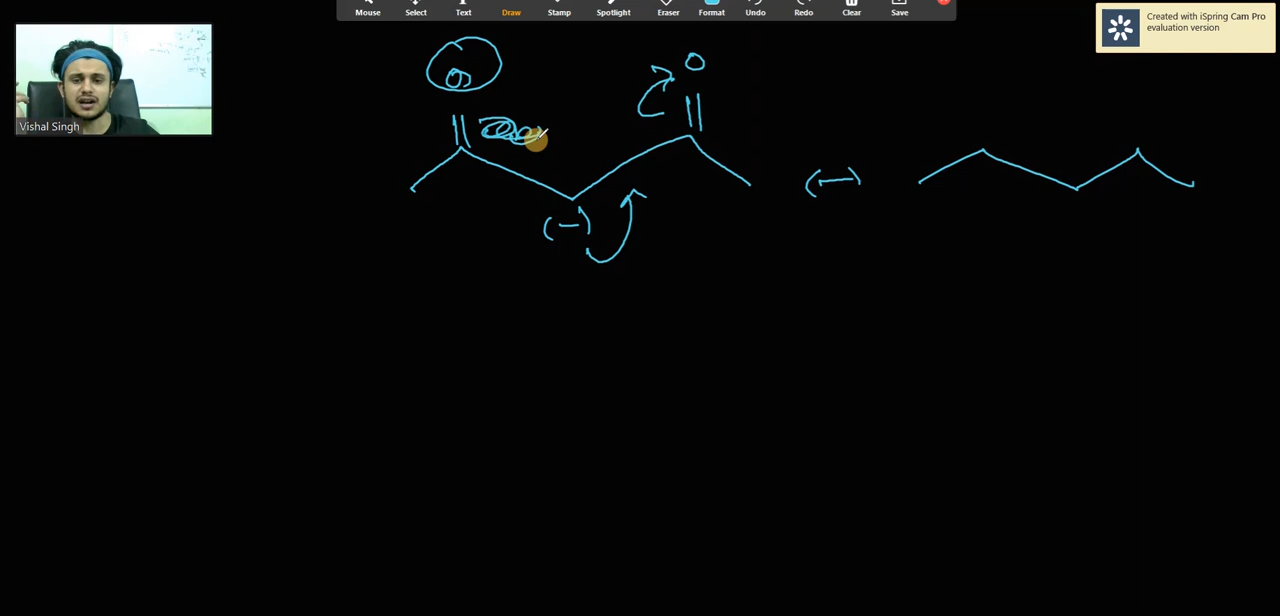 Mouse Select Text Draw Stamp Spotlight Eraser Format Undo Redo Clear Save
Created with iSpring Cam Pro
evaluation version
O
O
(-)
Vishal Singh